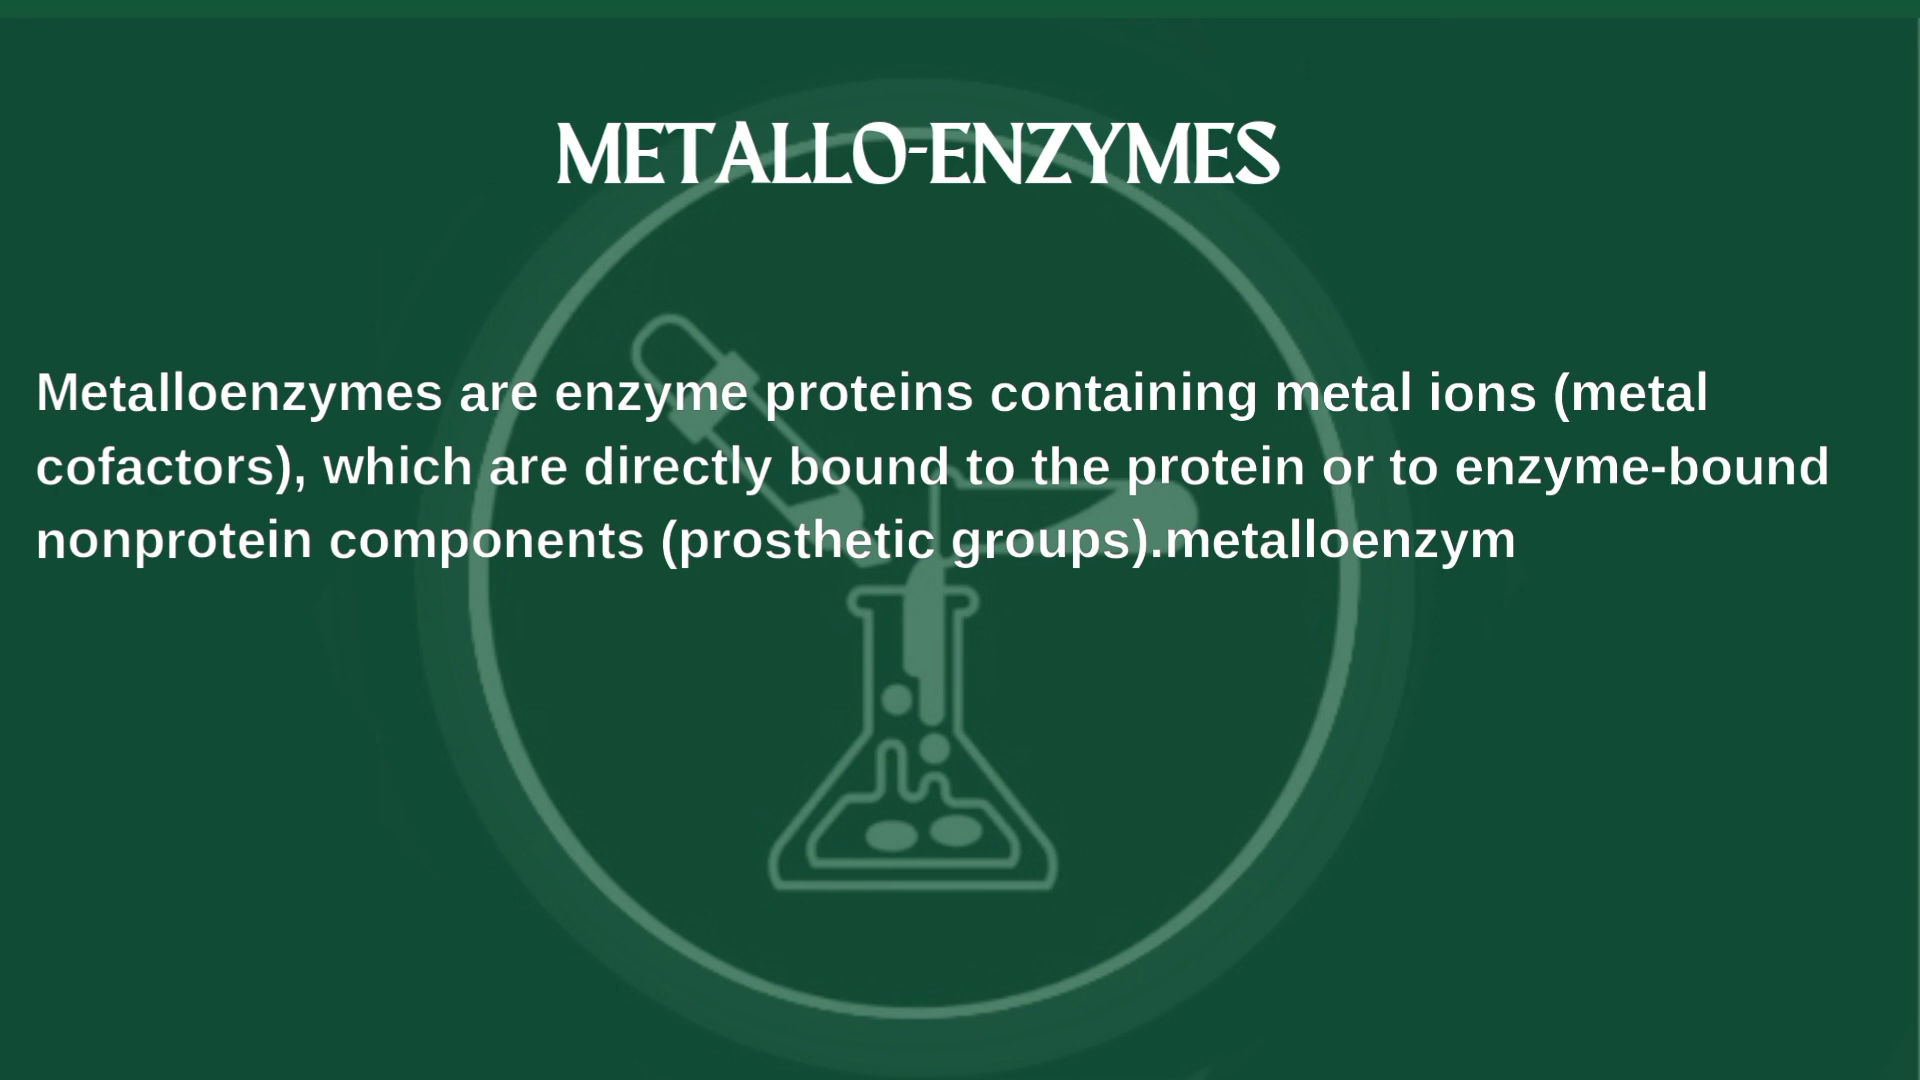 METALLO-ENZYMES
Metalloenzymes are enzyme proteins containing metal ions (metal
cofactors), which are directly bound to the protein or to enzyme-bound
nonprotein components (prosthetic groups).metalloenzym